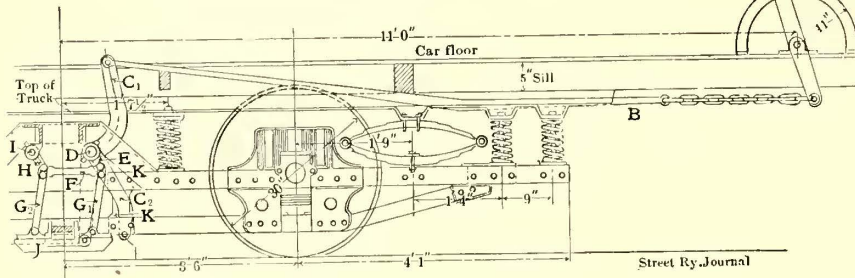 11"
11'0"
Car floor
C₁
5" Sill
Top of
Truck
B
I
D
E
1'9"
H
K
F
G₂
G₁
C₂
K
1'4"
9"
J
3'6"
4'1"
Street Ry. Journal